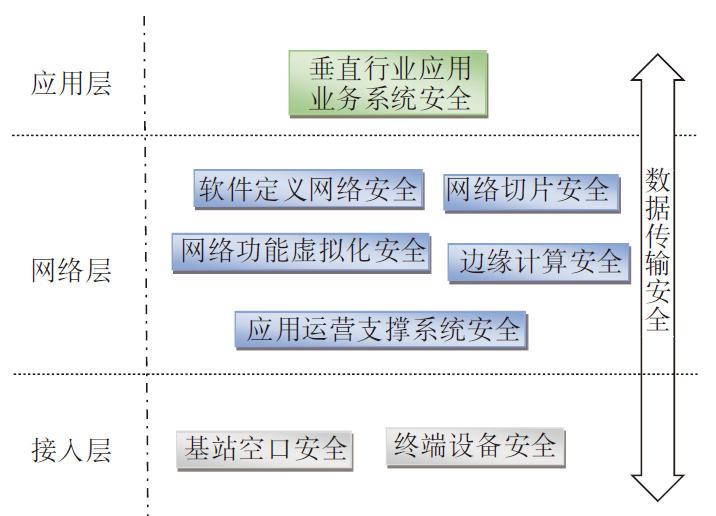 应用层
垂直行业应用
业务系统安全
网络层
软件定义网络安全
网络切片安全
网络功能虚拟化安全
边缘计算安全
应用运营支撑系统安全
接入层
基站空口安全
终端设备安全
数据传输安全